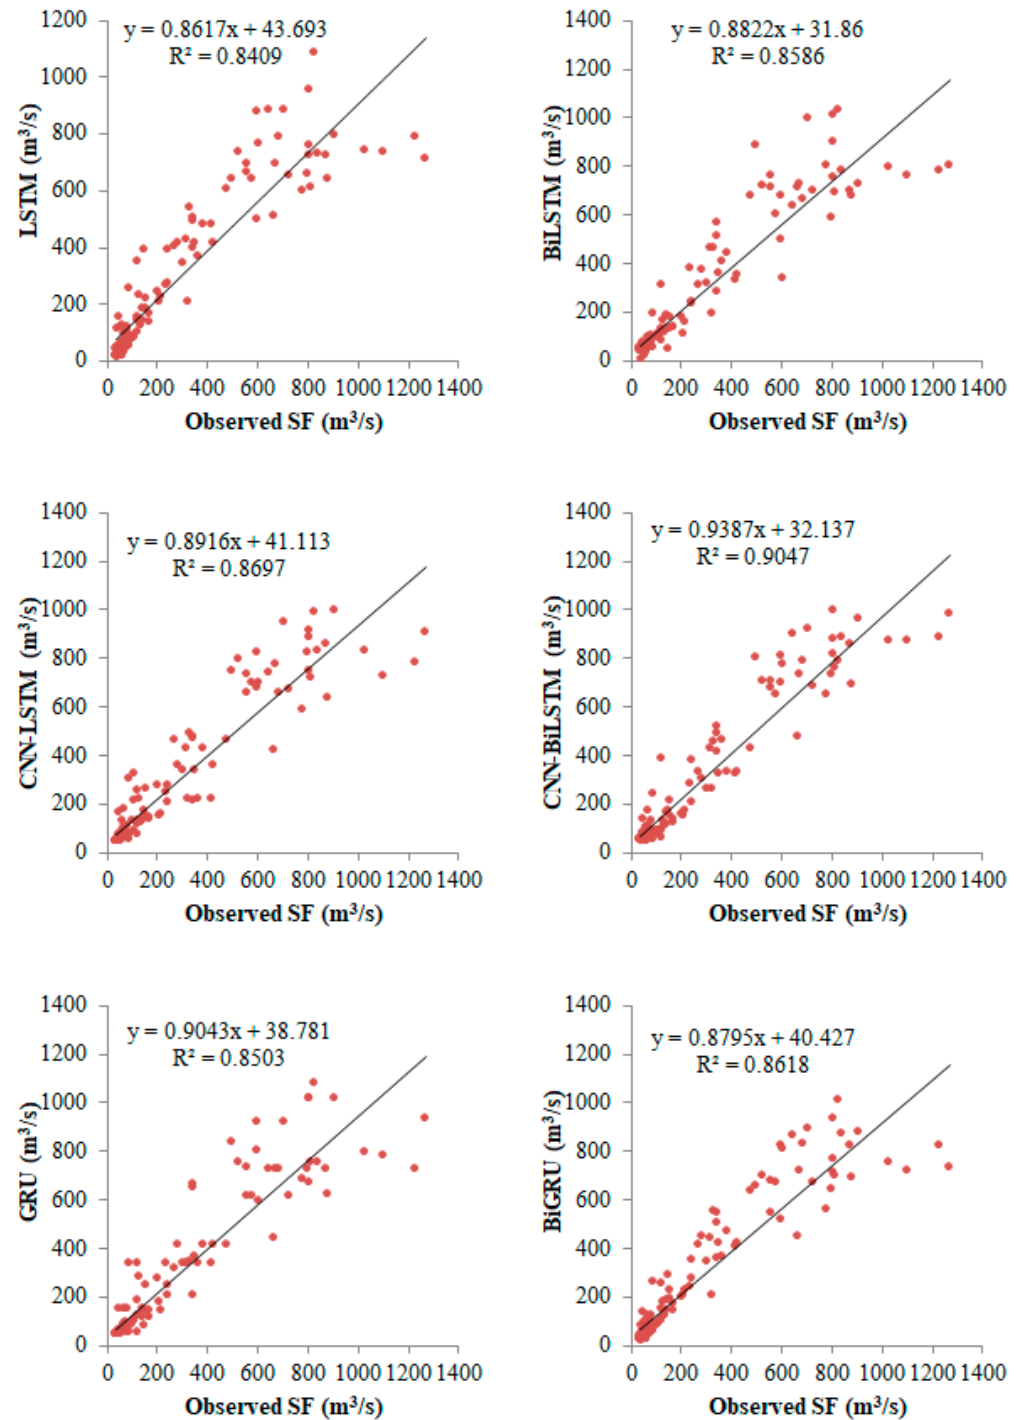 y = 0.8617x + 43.693
R² = 0.8409
1200
1000
800
600
400
200
0
LSTM (m³/s)
0 200 400 600 800 1000 1200 1400
Observed SF (m³/s)
y = 0.8822x + 31.86
R² = 0.8586
1400
1200
1000
800
600
400
200
0
BiLSTM (m³/s)
0 200 400 600 800 1000 1200 1400
Observed SF (m³/s)
y = 0.8916x + 41.113
R² = 0.8697
1400
1200
1000
800
600
400
200
0
CNN-LSTM (m³/s)
0 200 400 600 800 1000 1200 1400
Observed SF (m³/s)
y = 0.9387x + 32.137
R² = 0.9047
1400
1200
1000
800
600
400
200
0
CNN-BiLSTM (m³/s)
0 200 400 600 800 1000 1200 1400
Observed SF (m³/s)
y = 0.9043x + 38.781
R² = 0.8503
1400
1200
1000
800
600
400
200
0
GRU (m³/s)
0 200 400 600 800 1000 1200 1400
Observed SF (m³/s)
y = 0.8795x + 40.427
R² = 0.8618
1400
1200
1000
800
600
400
200
0
BiGRU (m³/s)
0 200 400 600 800 1000 1200 1400
Observed SF (m³/s)